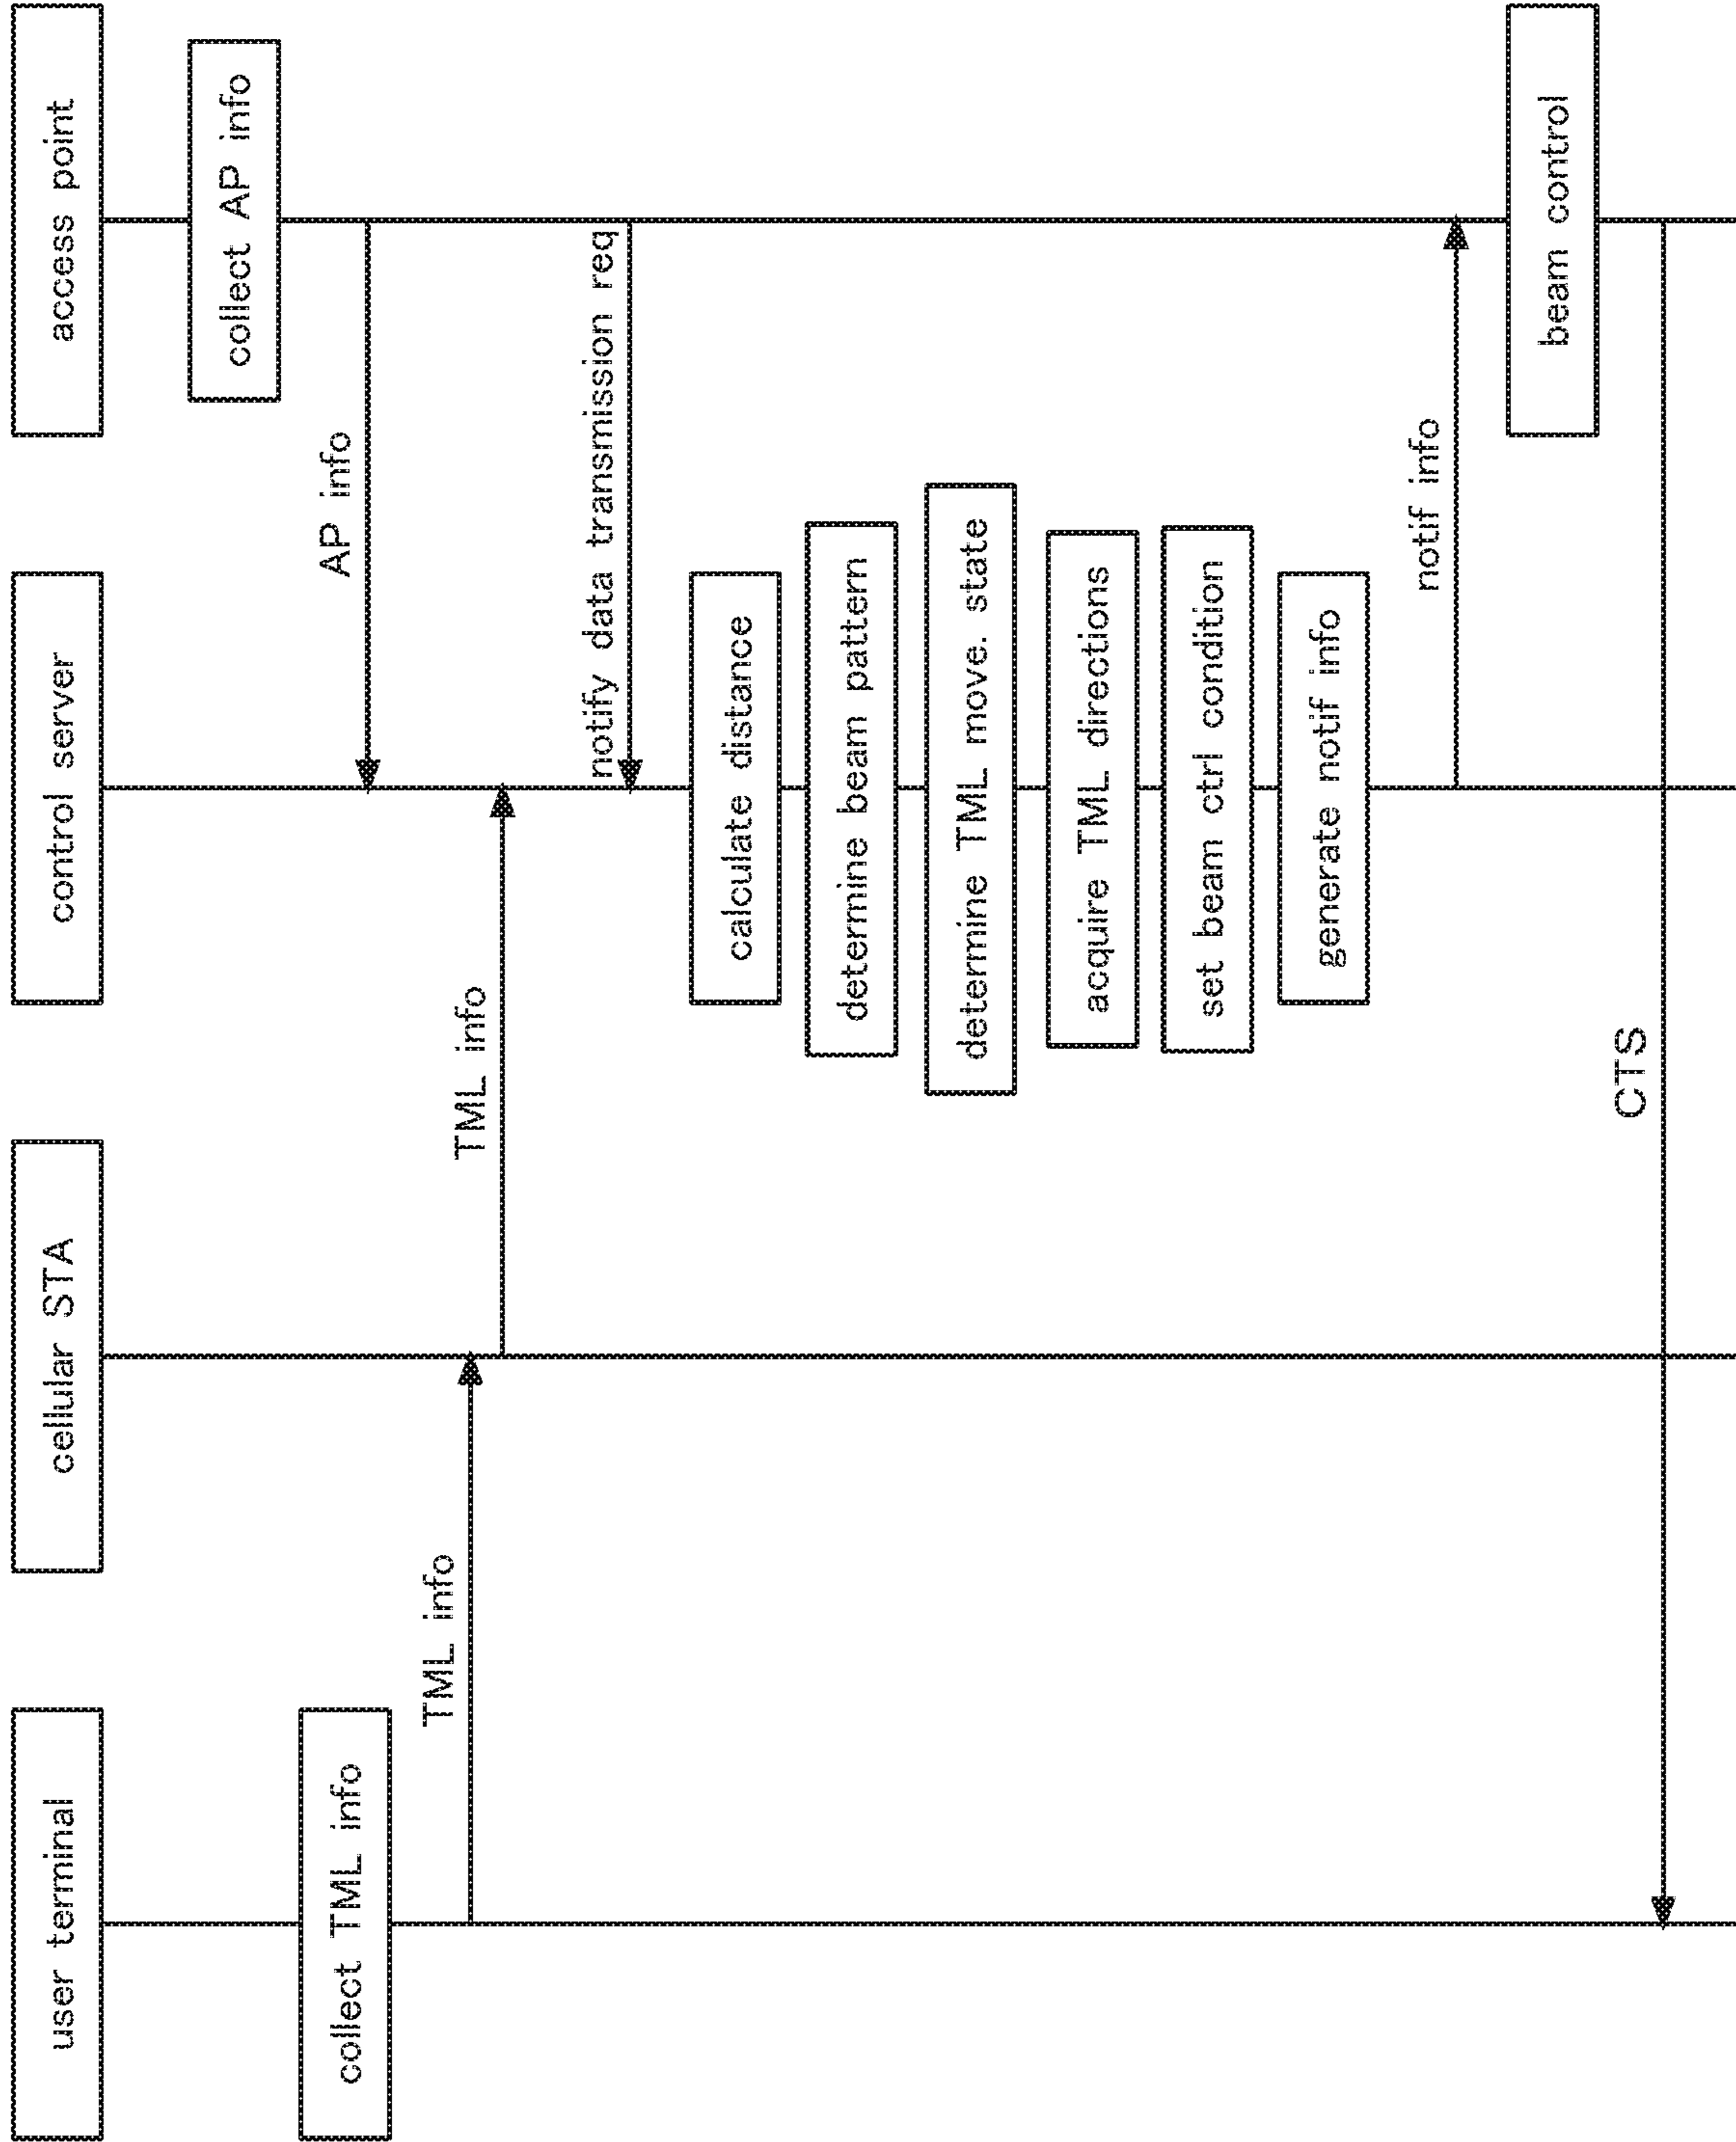 user terminal
cellular STA
control server
access point
collect AP info
collect TML info
AP info
TML info
TML info
notify data transmission req
calculate distance
determine beam pattern
determine TML move. state
acquire TML directions
set beam ctrl condition
generate notif info
notif info
beam control
CTS